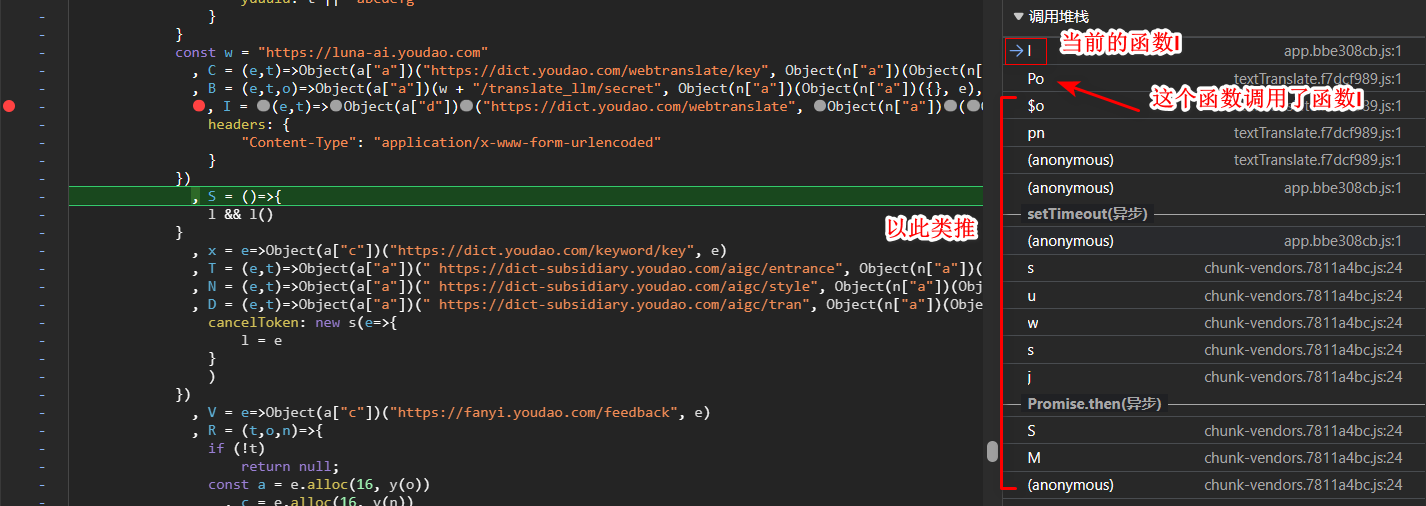 }
}
const w = "https://luna-ai.youdao.com"
, C = (e,t)=>Object(a["a"])("https://dict.youdao.com/webtranslate/key", Object(n["a"])(Object(n
, B = (e,t,o)=>Object(a["a"])(w + "/translate_llm/secret", Object(n["a"])(Object(n["a"])({}, e),
, I = (e,t)=>Object(a["d"])("https://dict.youdao.com/webtranslate", Object(n["a"])(
headers: {
"Content-Type": "application/x-www-form-urlencoded"
}
})
, S = ()=>{
l && l()
}
, x = e=>Object(a["c"])("https://dict.youdao.com/keyword/key", e)
, T = (e,t)=>Object(a["a"])(" https://dict-subsidiary.youdao.com/aigc/entrance", Object(n["a"])(
, N = (e,t)=>Object(a["a"])(" https://dict-subsidiary.youdao.com/aigc/style", Object(n["a"])(Obj
, D = (e,t)=>Object(a["a"])(" https://dict-subsidiary.youdao.com/aigc/tran", Object(n["a"])(Obje
cancelToken: new s(e=>{
l = e
}
)
})
, V = e=>Object(a["c"])("https://fanyi.youdao.com/feedback", e)
, R = (t,o,n)=>{
if (!t)
return null;
const a = e.alloc(16, y(o))
, c = e.alloc(16, y(n))
以此类推
调用堆栈
I app.bbe308cb.js:1
当前的函数I
Po textTranslate.f7dcf989.js:1
这个函数调用了函数I
$o textTranslate.f7dcf989.js:1
pn textTranslate.f7dcf989.js:1
(anonymous) textTranslate.f7dcf989.js:1
(anonymous) app.bbe308cb.js:1
setTimeout(异步)
(anonymous) app.bbe308cb.js:1
s chunk-vendors.7811a4bc.js:24
u chunk-vendors.7811a4bc.js:24
w chunk-vendors.7811a4bc.js:24
s chunk-vendors.7811a4bc.js:24
j chunk-vendors.7811a4bc.js:24
Promise.then(异步)
S chunk-vendors.7811a4bc.js:24
M chunk-vendors.7811a4bc.js:24
(anonymous) chunk-vendors.7811a4bc.js:24